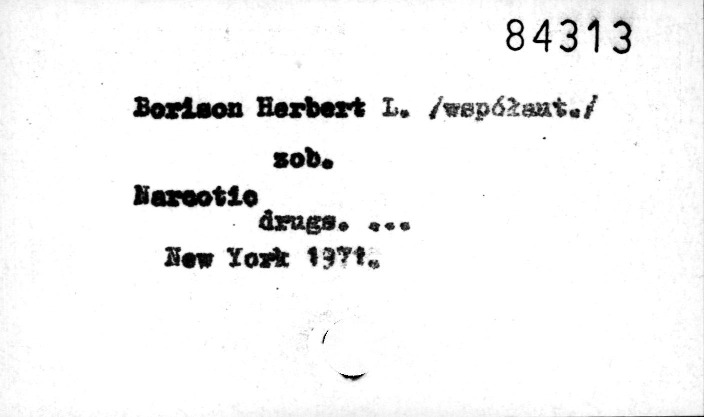 84313
Borison Herbert L. /współaut./
zob.
Narcotic
drugs. ...
New York 1971.